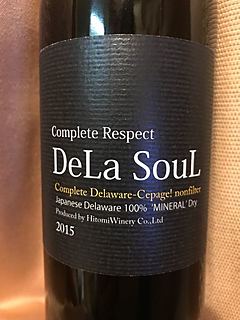 Complete Respect
DeLa SouL
Complete Delaware-Cepage! nonfilter
Japanese Delaware 100% 'MINERAL' Dry
Produced by HitomiWinery Co.,Ltd
2015